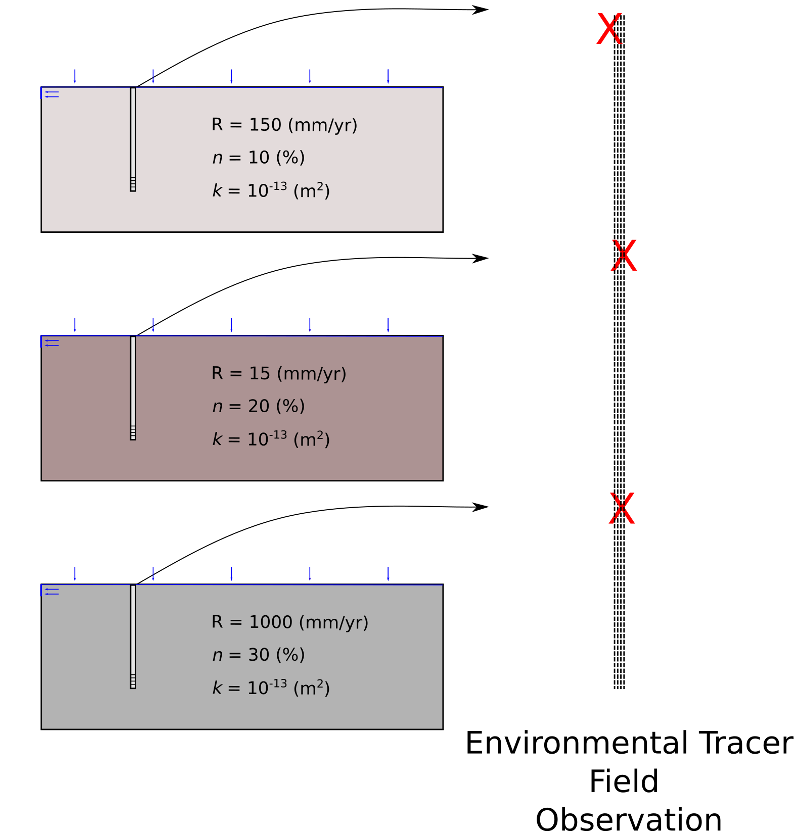 R = 150 (mm/yr)
n = 10 (%)
k = 10⁻¹³ (m²)
R = 15 (mm/yr)
n = 20 (%)
k = 10⁻¹³ (m²)
R = 1000 (mm/yr)
n = 30 (%)
k = 10⁻¹³ (m²)
Environmental Tracer
Field
Observation